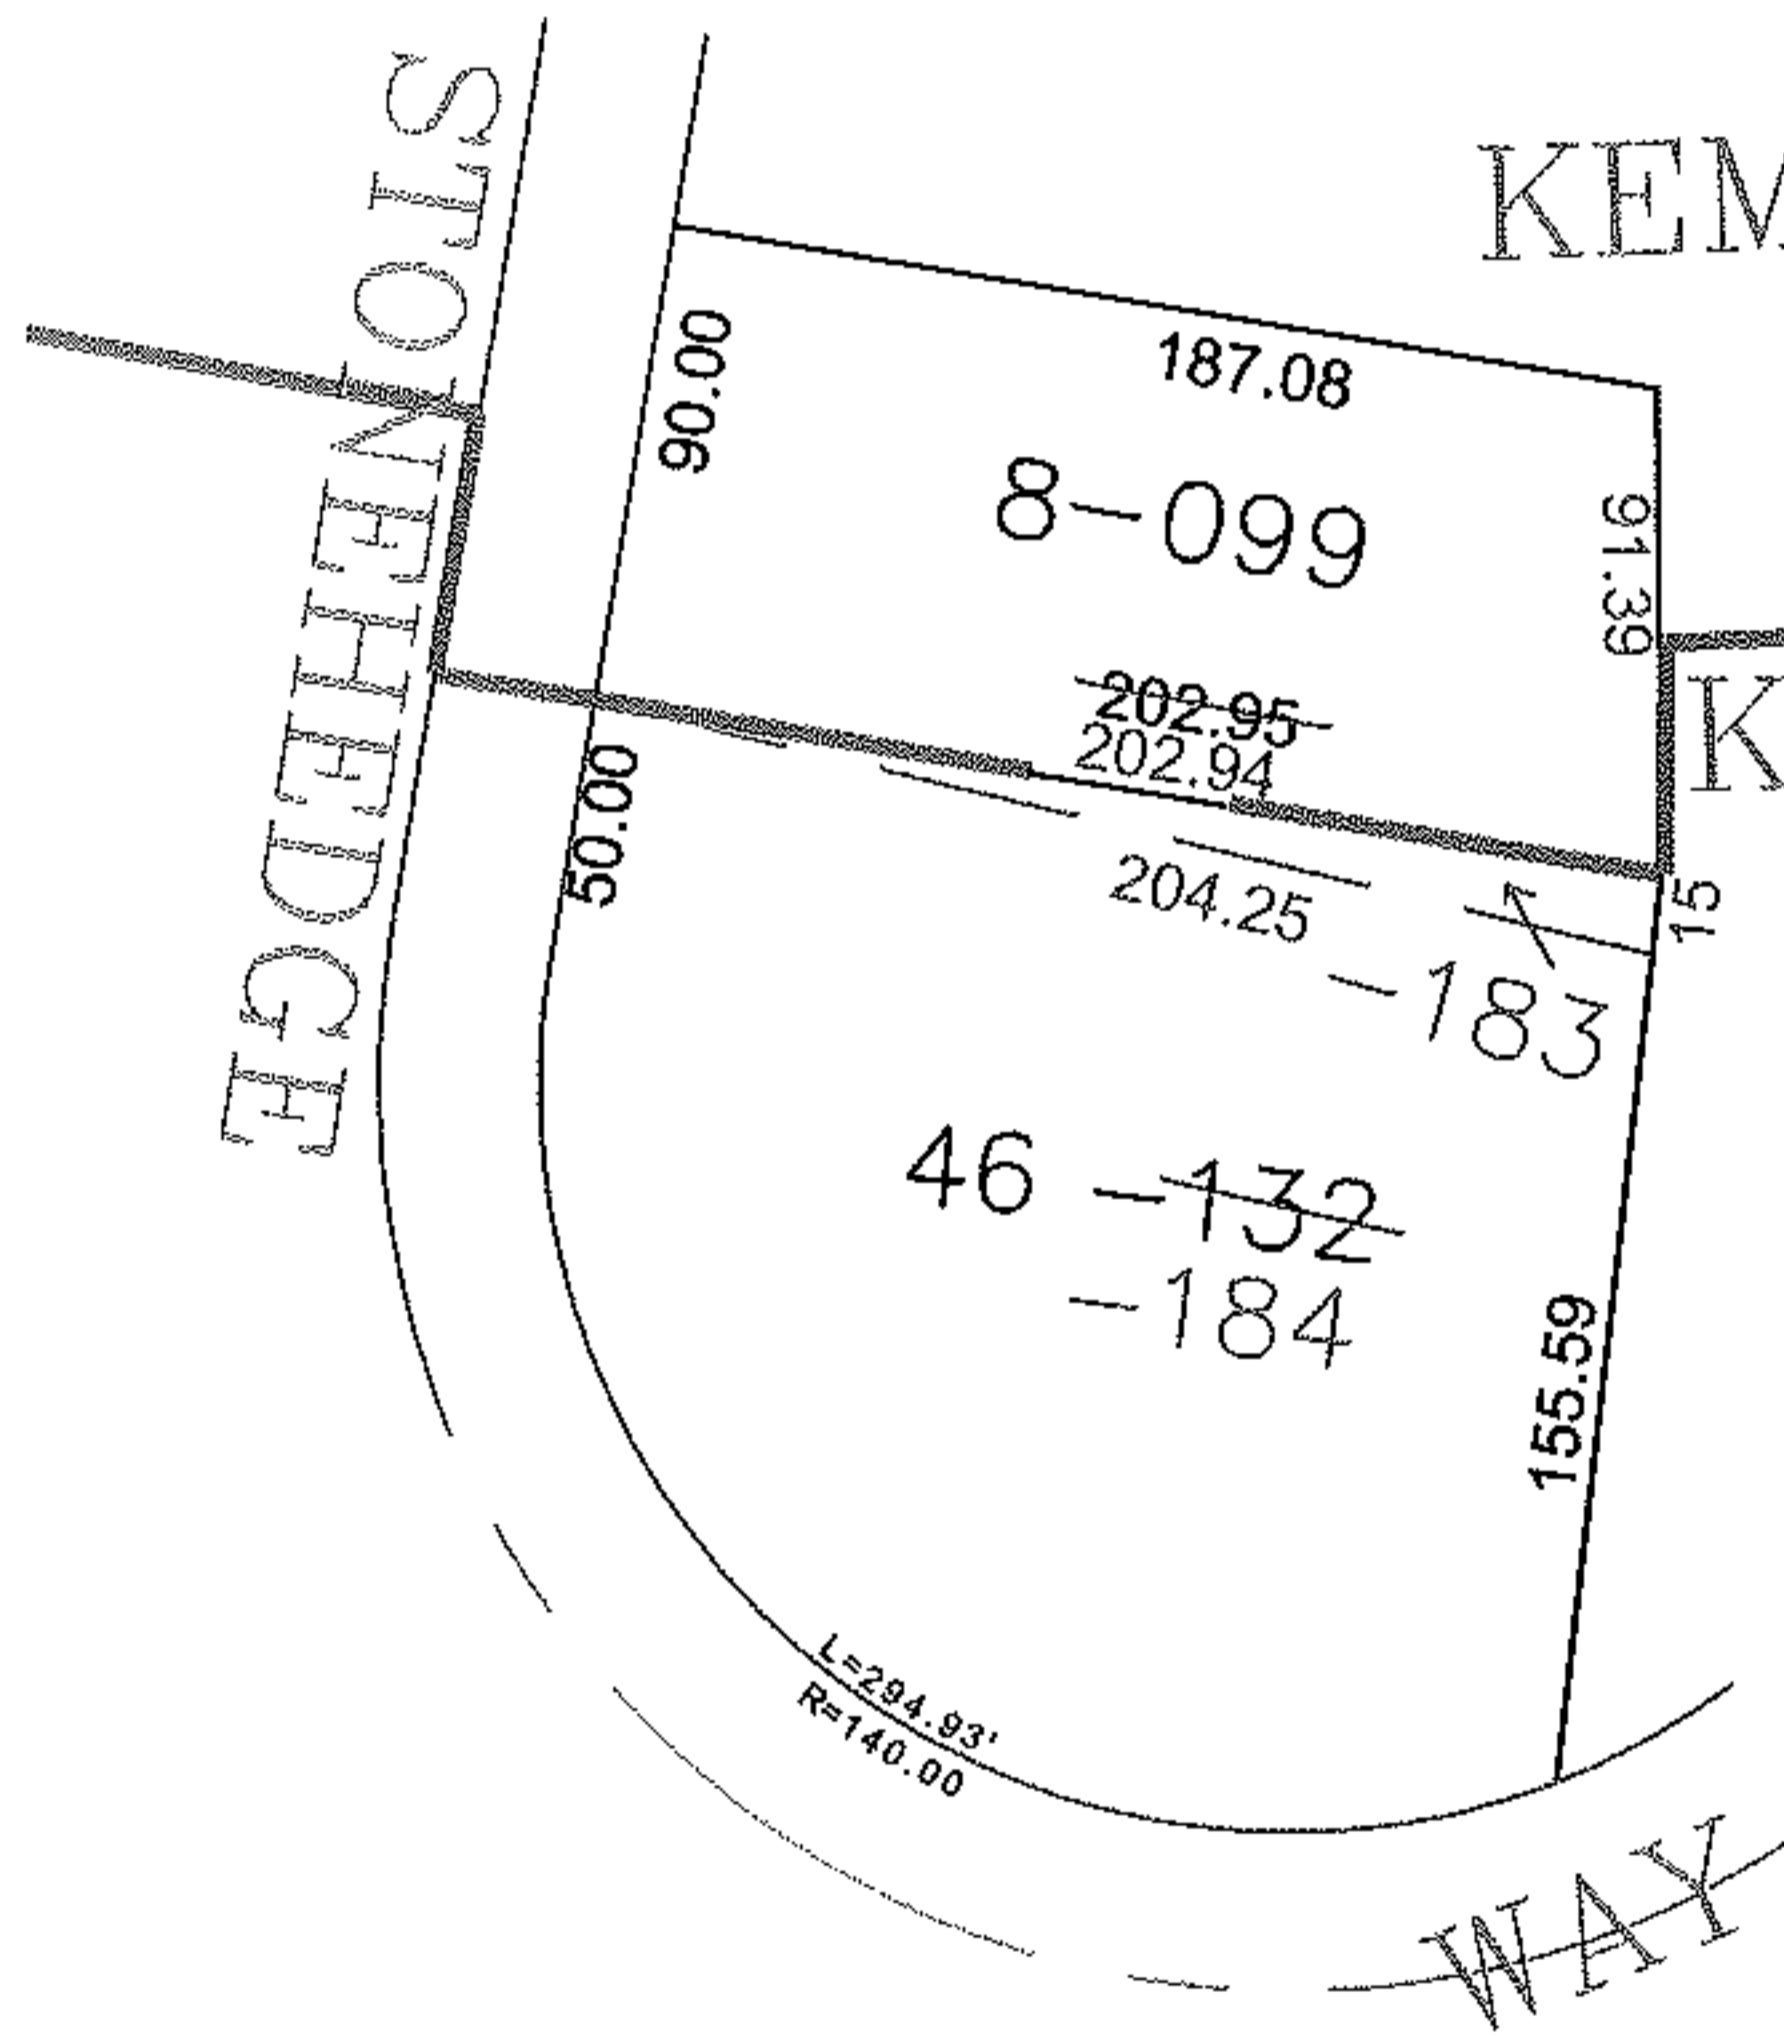 STONEHEDGE
KEM
187.08
90.00
8-099
91.39
K
202.95
202.94
50.00
204.25
15
-183
46 -132
-184
155.59
L=294.93'
R=140.00
WAY